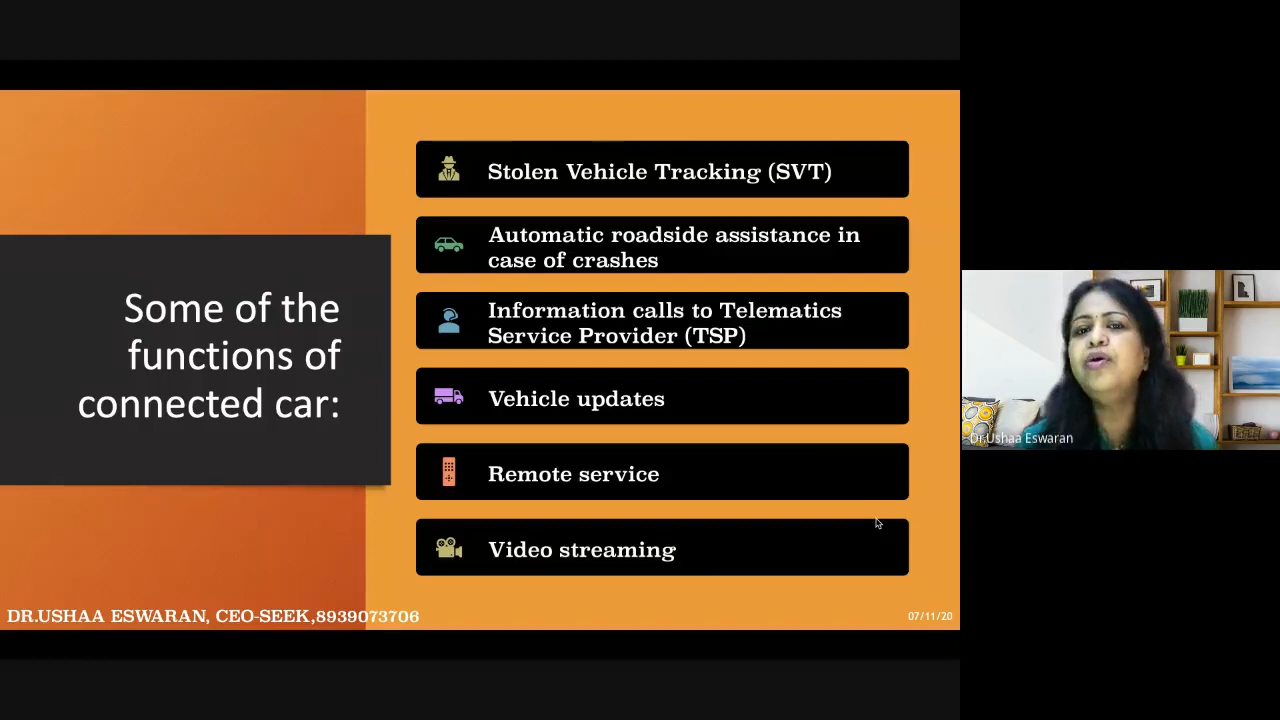 Some of the
functions of
connected car:
Stolen Vehicle Tracking (SVT)
Automatic roadside assistance in
case of crashes
Information calls to Telematics
Service Provider (TSP)
Vehicle updates
Remote service
Video streaming
DR.USHAA ESWARAN, CEO-SEEK,8939073706
07/11/20
Dr.Ushaa Eswaran